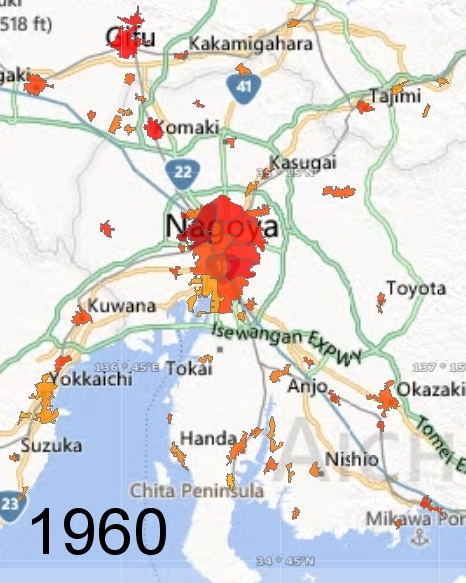 518 ft)
Gifu
Kakamigahara
gaki
41
Tajimi
Komaki
Kasugai
22
35° 15'N
Nagoya
Toyota
Kuwana
Isewangan Expwy
136° 45'E
Tokai
137° 15'
Yokkaichi
Anjo
Okazaki
Tomei E
Suzuka
Handa
Aich
Nishio
Chita Peninsula
23
1960
Mikawa Por
34° 45'N